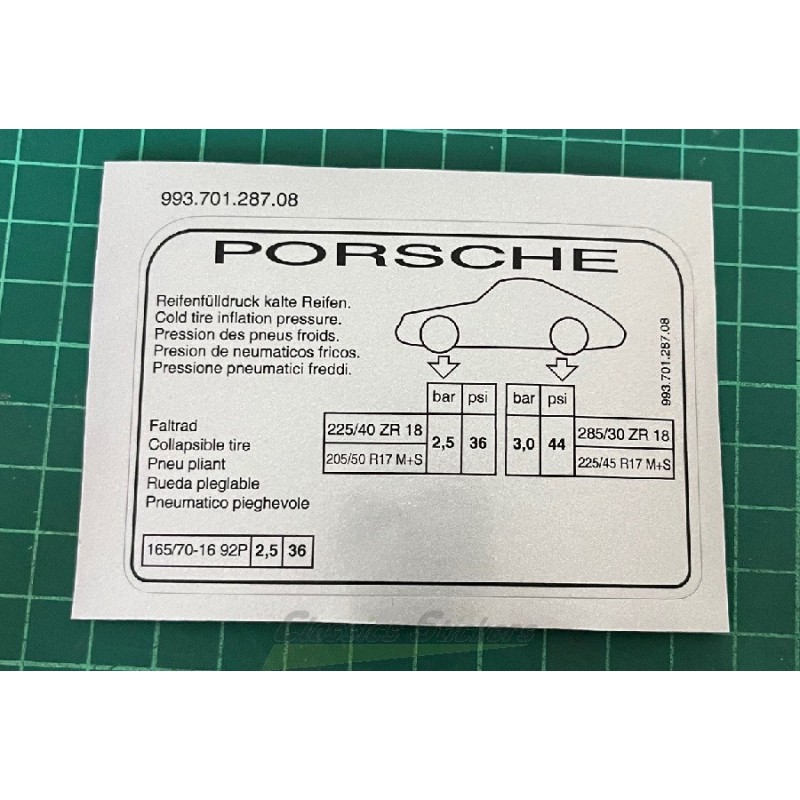 993.701.287.08
PORSCHE
Reifenfülldruck kalte Reifen.
Cold tire inflation pressure.
Pression des pneus froids.
Presion de neumaticos fricos.
Pressione pneumatici freddi.
993.701.287.08
bar psi bar psi
Faltrad
Collapsible tire
Pneu pliant
Rueda pleglable
Pneumatico pieghevole
225/40 ZR 18 2,5 36 3,0 44 285/30 ZR 18
205/50 R17 M+S 225/45 R17 M+S
165/70-16 92P 2,5 36
Classics Stickers